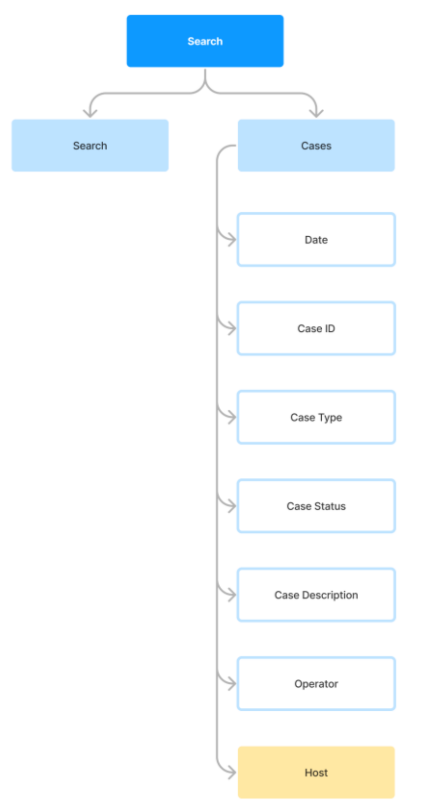 Search
Search
Cases
Date
Case ID
Case Type
Case Status
Case Description
Operator
Host